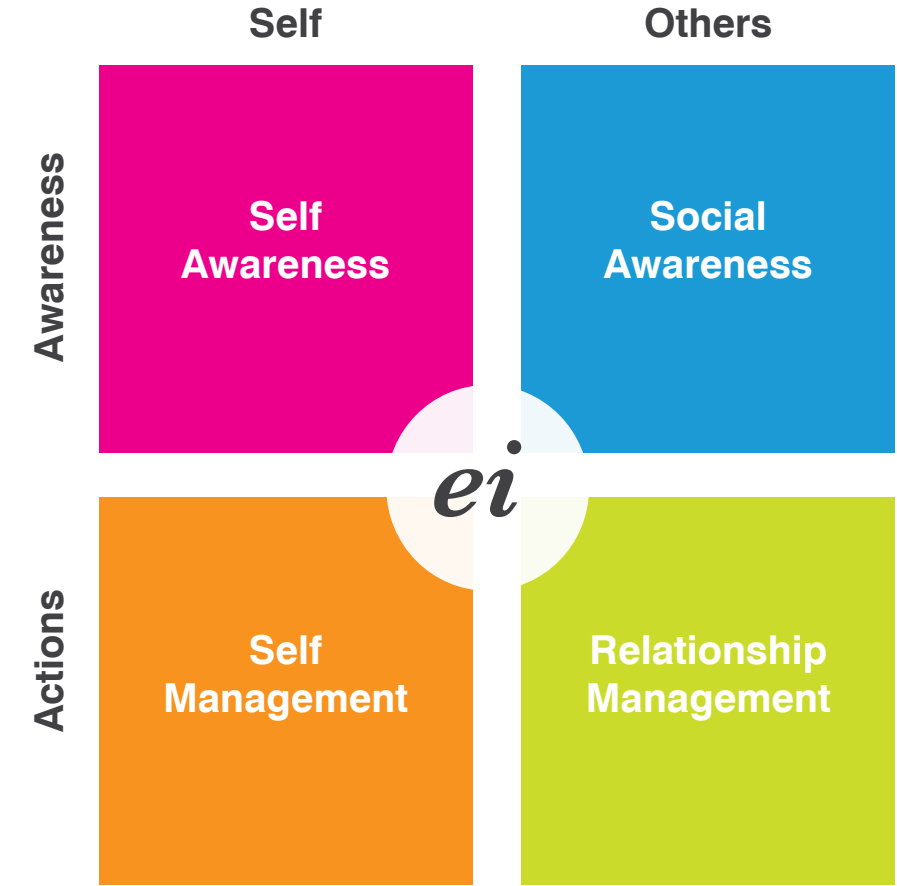 Self
Others
Awareness
Self
Awareness
Social
Awareness
ei
Actions
Self
Management
Relationship
Management